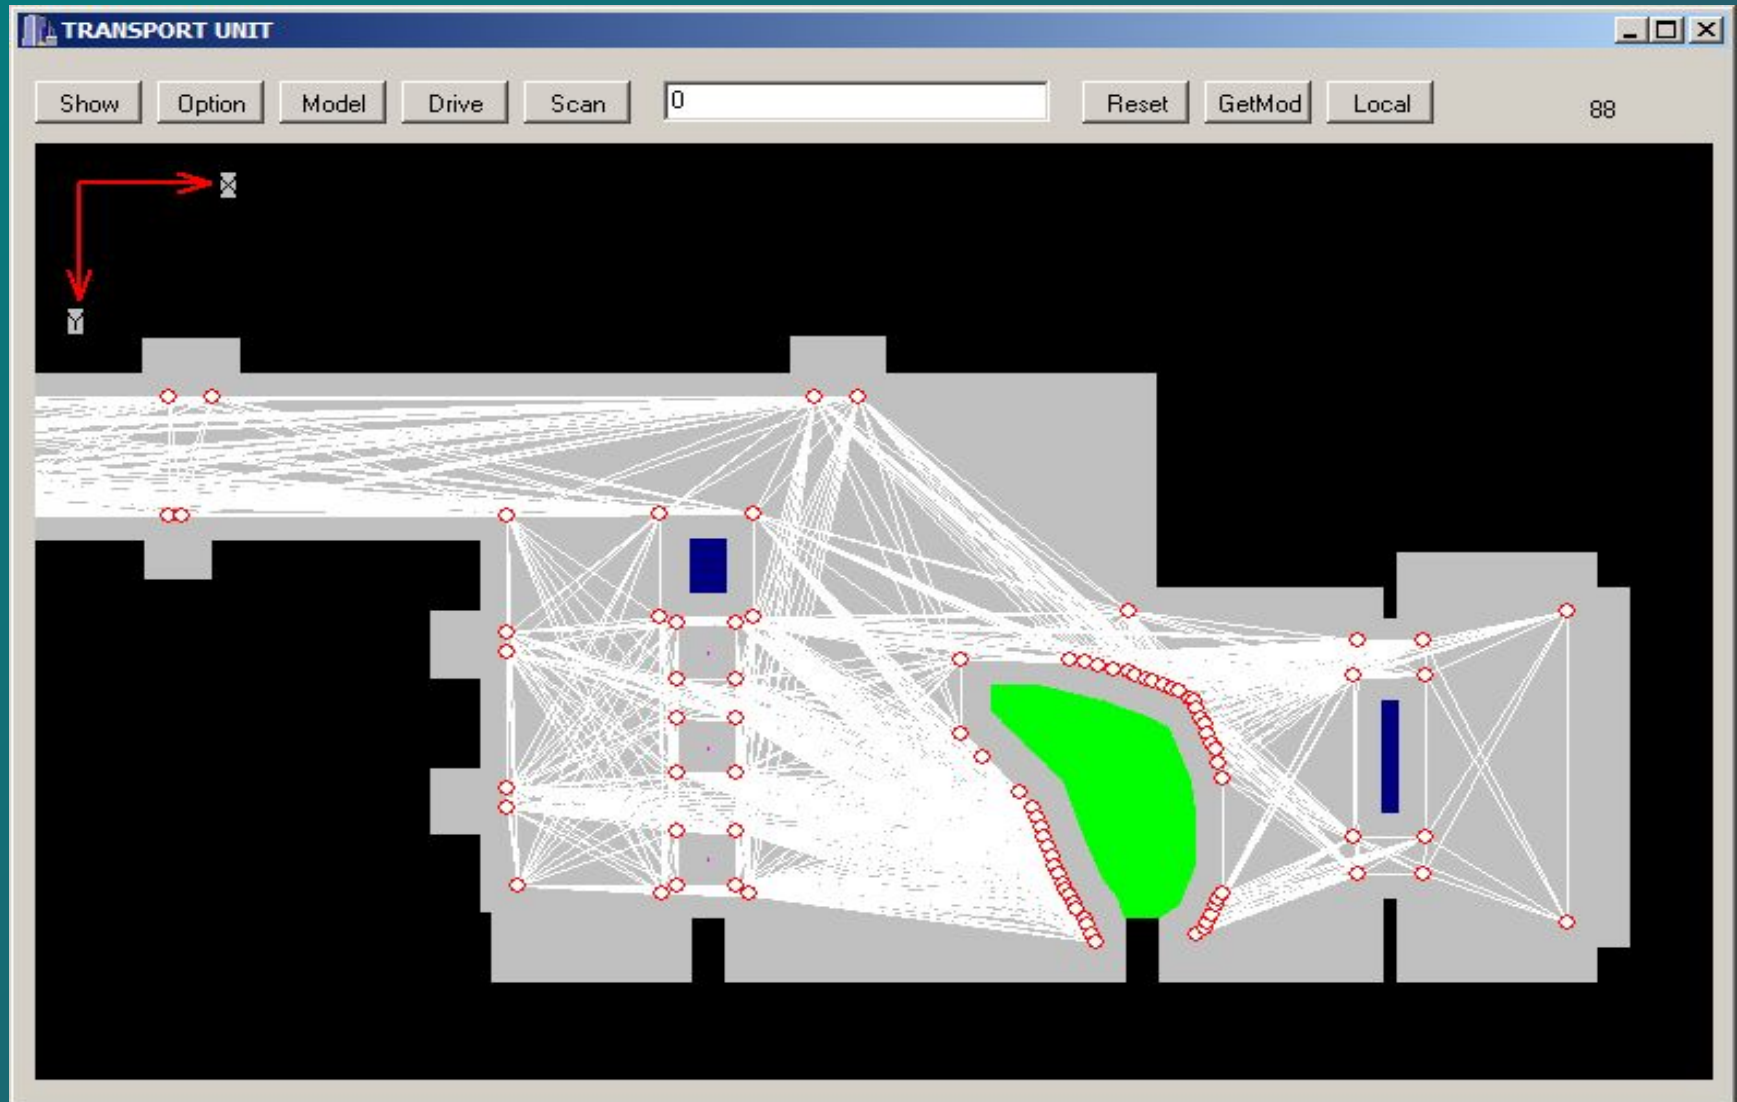 TRANSPORT UNIT
Show Option Model Drive Scan 0 Reset GetMod Local 88
X
Y